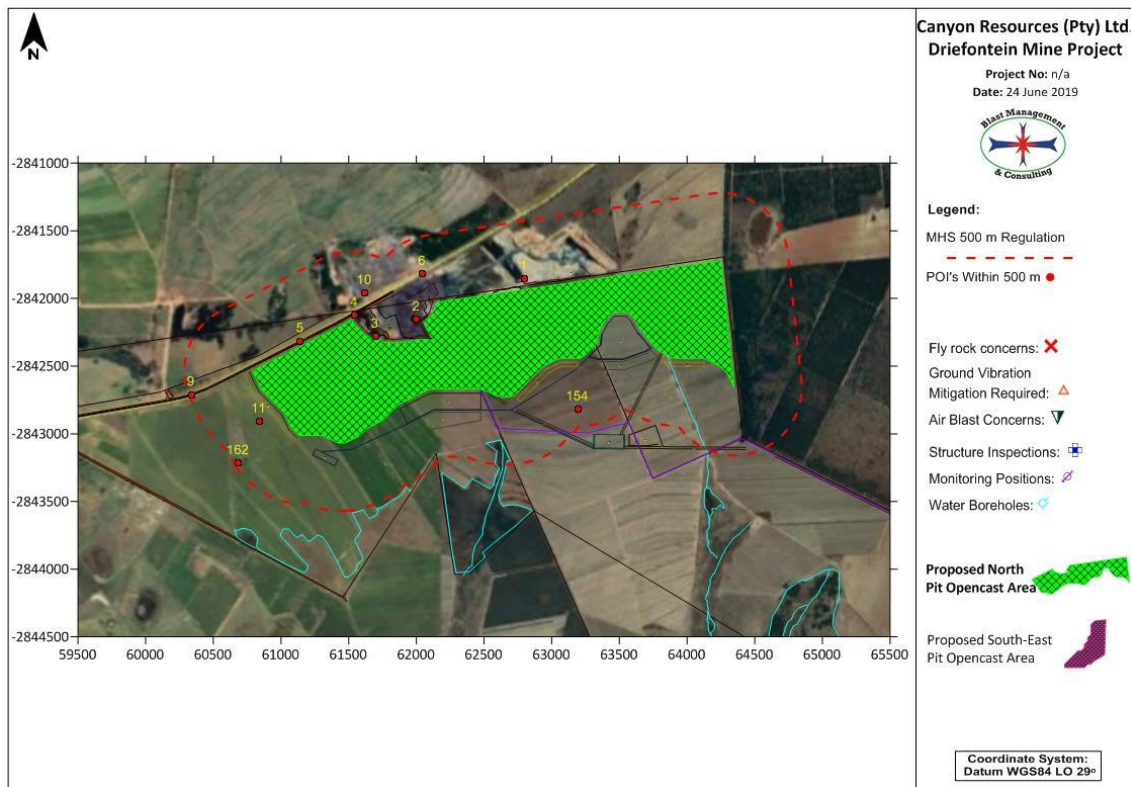 N
-2841000
-2841500
-2842000
-2842500
-2843000
-2843500
-2844000
-2844500
59500 60000 60500 61000 61500 62000 62500 63000 63500 64000 64500 65000 65500
6
1
10
4
2
3
5
9
11
154
162
Canyon Resources (Pty) Ltd.
Driefontein Mine Project
Project No: n/a
Date: 24 June 2019
Blast Management
& Consulting
Legend:
MHS 500 m Regulation
POI's Within 500 m
Fly rock concerns:
Ground Vibration
Mitigation Required:
Air Blast Concerns:
Structure Inspections:
Monitoring Positions:
Water Boreholes:
Proposed North
Pit Opencast Area
Proposed South-East
Pit Opencast Area
Coordinate System:
Datum WGS84 LO 29º